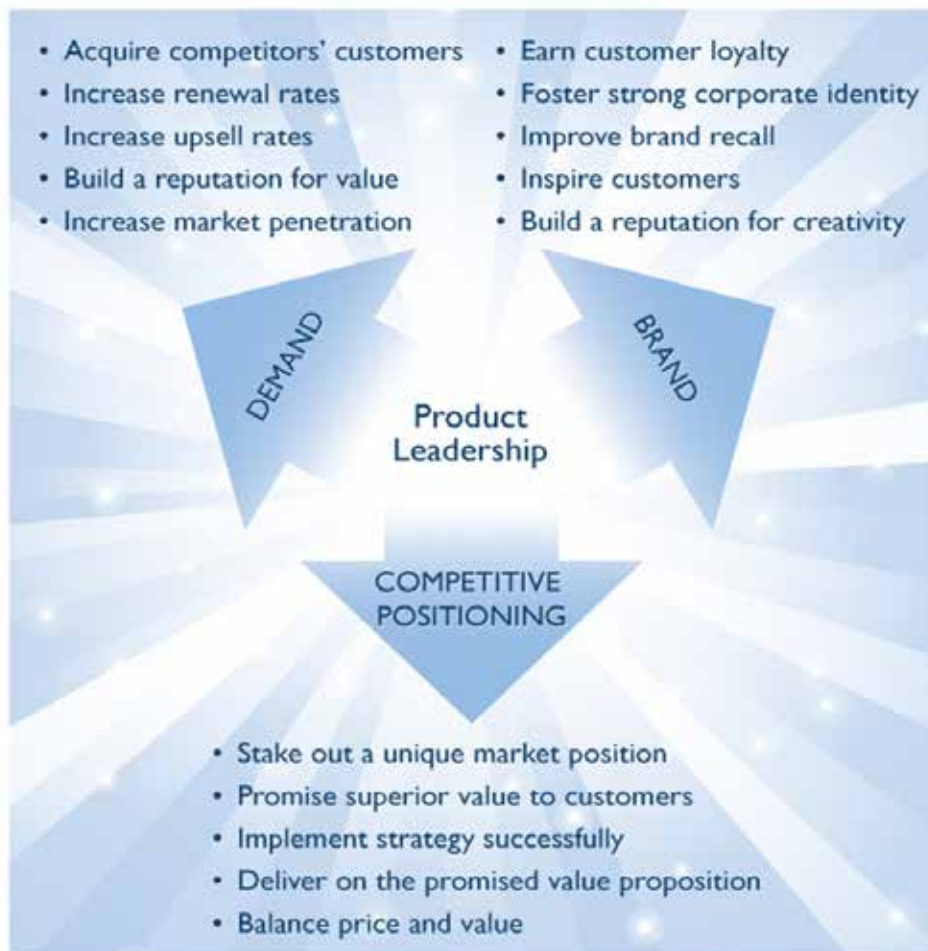 • Acquire competitors’ customers
• Increase renewal rates
• Increase upsell rates
• Build a reputation for value
• Increase market penetration
• Earn customer loyalty
• Foster strong corporate identity
• Improve brand recall
• Inspire customers
• Build a reputation for creativity
DEMAND
BRAND
Product
Leadership
COMPETITIVE
POSITIONING
• Stake out a unique market position
• Promise superior value to customers
• Implement strategy successfully
• Deliver on the promised value proposition
• Balance price and value